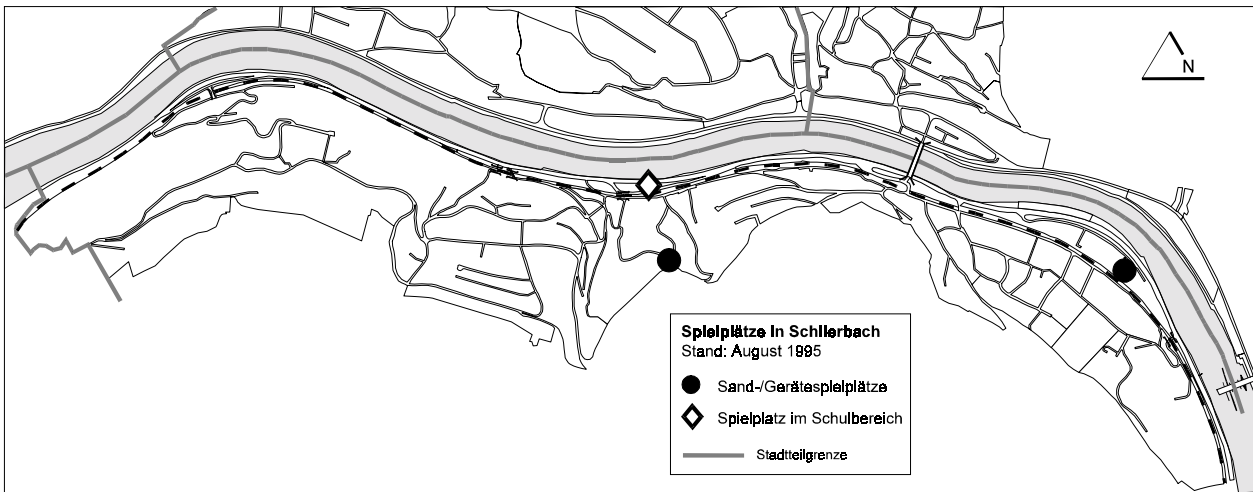 N
Spielplätze in Schlierbach
Stand: August 1995
Sand-/Gerätespielplätze
Spielplatz im Schulbereich
Stadtteilgrenze